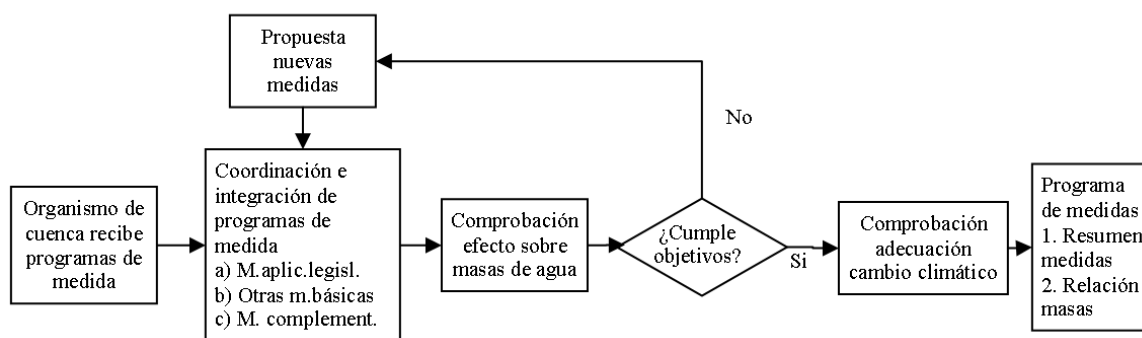 Propuesta
nuevas
medidas
No
Organismo de
cuenca recibe
programas de
medida
Coordinación e
integración de
programas de
medida
a) M.aplic.legisl.
b) Otras m.básicas
c) M. complement.
Comprobación
efecto sobre
masas de agua
¿Cumple
objetivos?
Si
Comprobación
adecuación
cambio climático
Programa
de medidas
1. Resumen
medidas
2. Relación
masas